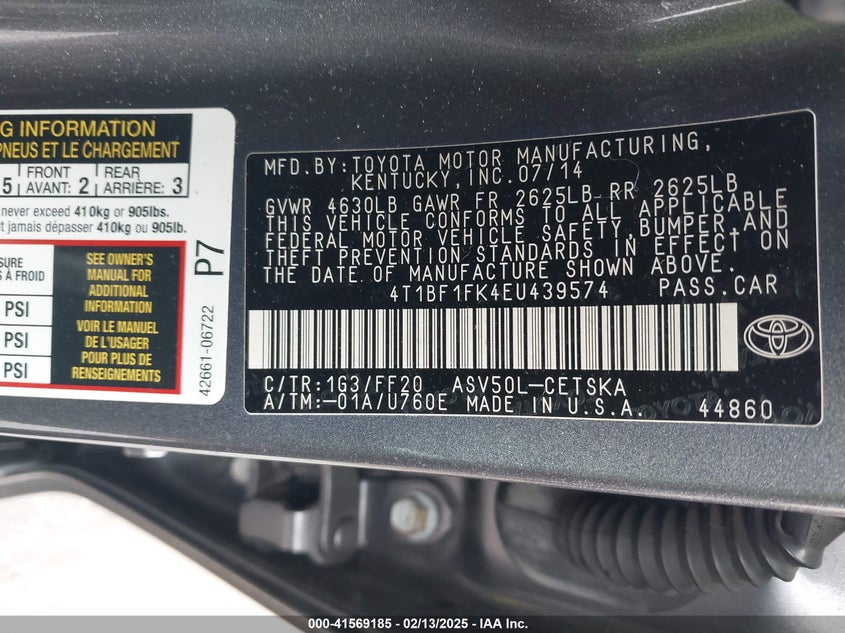 G INFORMATION
PNEUS ET LE CHARGEMENT
5 FRONT AVANT: 2 REAR ARRIÈRE: 3
never exceed 410kg or 905lbs.
it jamais dépasser 410kg ou 905lb.
SURE
À FROID
PSI
PSI
PSI
SEE OWNER'S
MANUAL FOR
ADDITIONAL
INFORMATION
VOIR LE MANUEL
DE L'USAGER
POUR PLUS DE
RENSEIGNEMENTS
P7
42661-06722
MFD.BY:TOYOTA MOTOR MANUFACTURING,
KENTUCKY,INC.07/14
GVWR 4630LB GAWR FR 2625LB RR 2625LB
THIS VEHICLE CONFORMS TO ALL APPLICABLE
FEDERAL MOTOR VEHICLE SAFETY,BUMPER,AND
THEFT PREVENTION STANDARDS IN EFFECT ON
THE DATE OF MANUFACTURE SHOWN ABOVE.
4T1BF1FK4EU439574 PASS.CAR
C/TR:1G3/FF20 ASV50L-CETSKA
A/TM:-01A/U760E MADE IN U.S.A. 44860
000-41569185 - 02/13/2025 - IAA Inc.